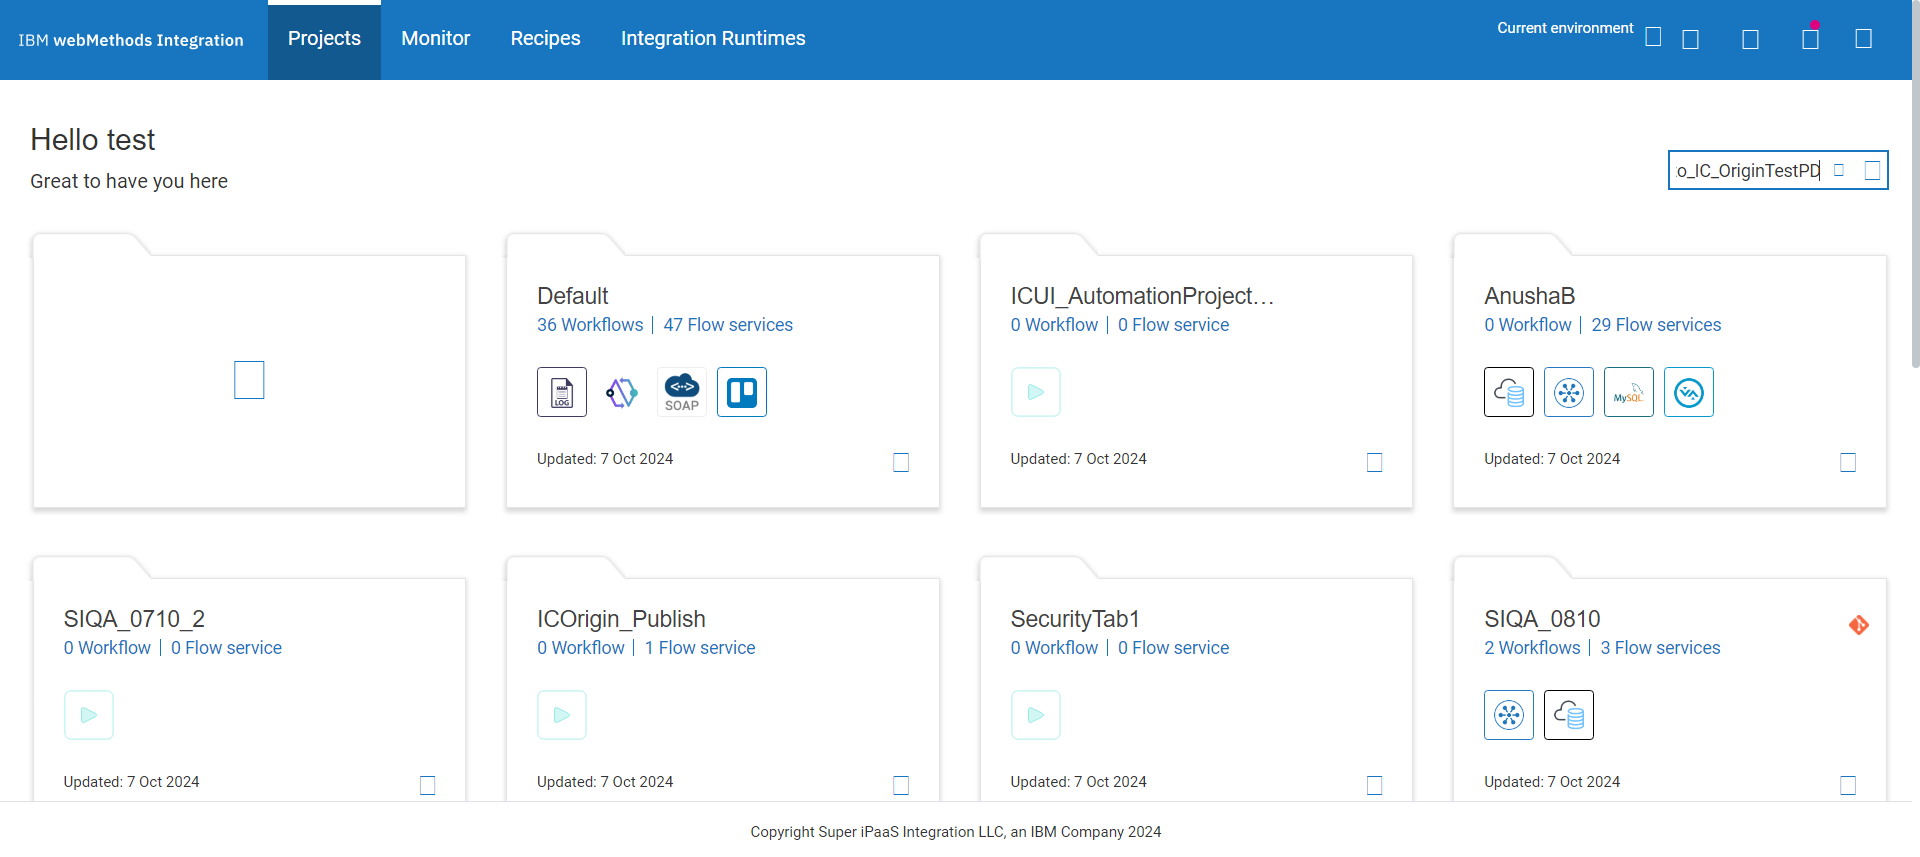 IBM webMethods Integration
Projects
Monitor
Recipes
Integration Runtimes
Current environment
Hello test
Great to have you here
o_IC_OriginTestPD
Default
36 Workflows | 47 Flow services
LOG
SOAP
Updated: 7 Oct 2024
ICUI_AutomationProject...
0 Workflow | 0 Flow service
Updated: 7 Oct 2024
AnushaB
0 Workflow | 29 Flow services
MySQL
Updated: 7 Oct 2024
SIQA_0710_2
0 Workflow | 0 Flow service
Updated: 7 Oct 2024
ICOrigin_Publish
0 Workflow | 1 Flow service
Updated: 7 Oct 2024
SecurityTab1
0 Workflow | 0 Flow service
Updated: 7 Oct 2024
SIQA_0810
2 Workflows | 3 Flow services
Updated: 7 Oct 2024
Copyright Super iPaaS Integration LLC, an IBM Company 2024